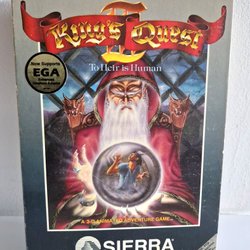 King's Quest III
To Heir is Human
Now Supports
EGA
A 3-D ANIMATED ADVENTURE GAME
SIERRA